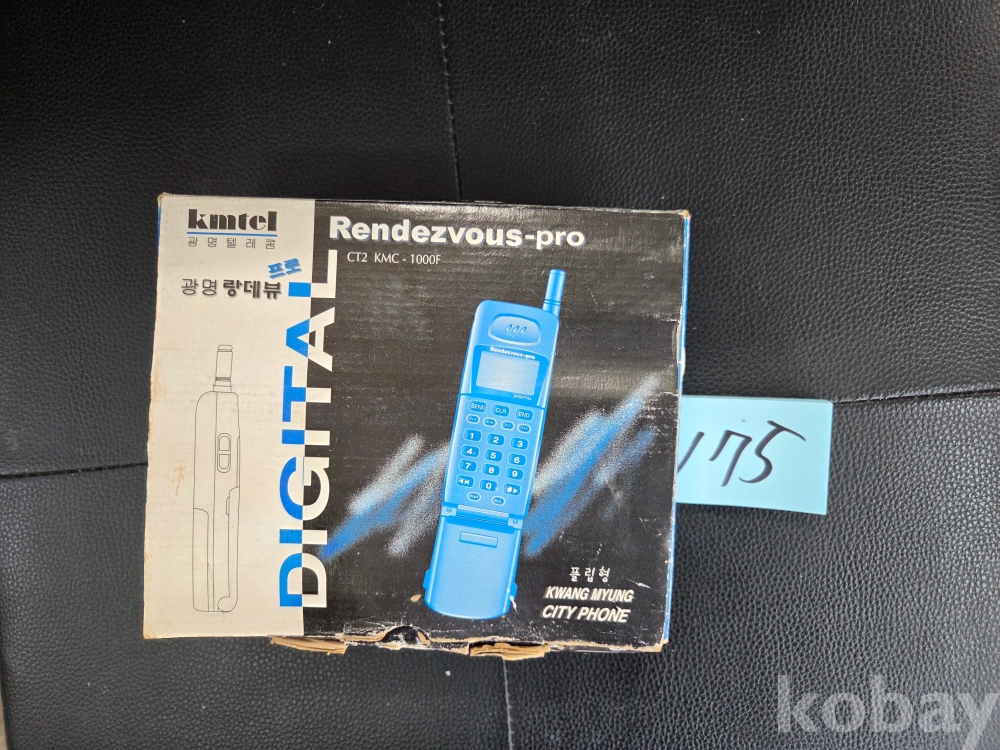 kmtel
광명텔레콤
프로
광명 랑데뷰
DIGITAL
Rendezvous-pro
CT2 KMC - 1000F
Rendezvous-pro
DIGITAL
SEND CLR END
1 2 3
4 5 6
7 8 9
0 #
플립형
KWANG MYUNG
CITY PHONE
175
kobay